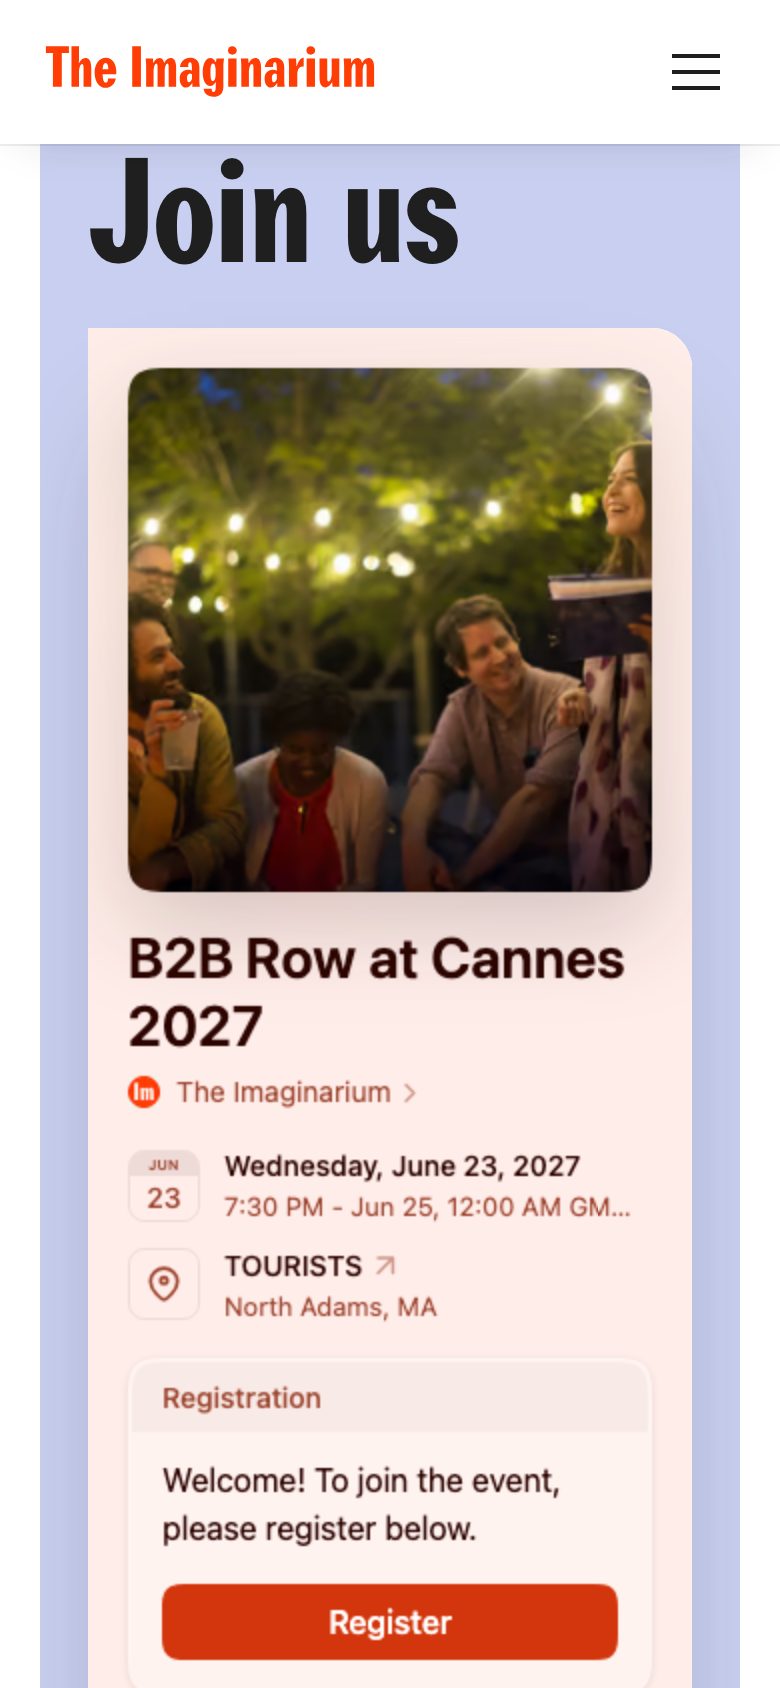 The Imaginarium
Join us
B2B Row at Cannes
2027
Im
The Imaginarium
JUN
23
Wednesday, June 23, 2027
7:30 PM - Jun 25, 12:00 AM GM...
TOURISTS
North Adams, MA
Registration
Welcome! To join the event,
please register below.
Register